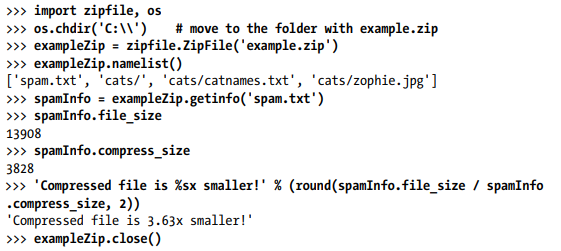 >>> import zipfile, os
>>> os.chdir('C:\\')    # move to the folder with example.zip
>>> exampleZip = zipfile.ZipFile('example.zip')
>>> exampleZip.namelist()
['spam.txt', 'cats/', 'cats/catnames.txt', 'cats/zophie.jpg']
>>> spamInfo = exampleZip.getinfo('spam.txt')
>>> spamInfo.file_size
13908
>>> spamInfo.compress_size
3828
>>> 'Compressed file is %sx smaller!' % (round(spamInfo.file_size / spamInfo
.compress_size, 2))
'Compressed file is 3.63x smaller!'
>>> exampleZip.close()